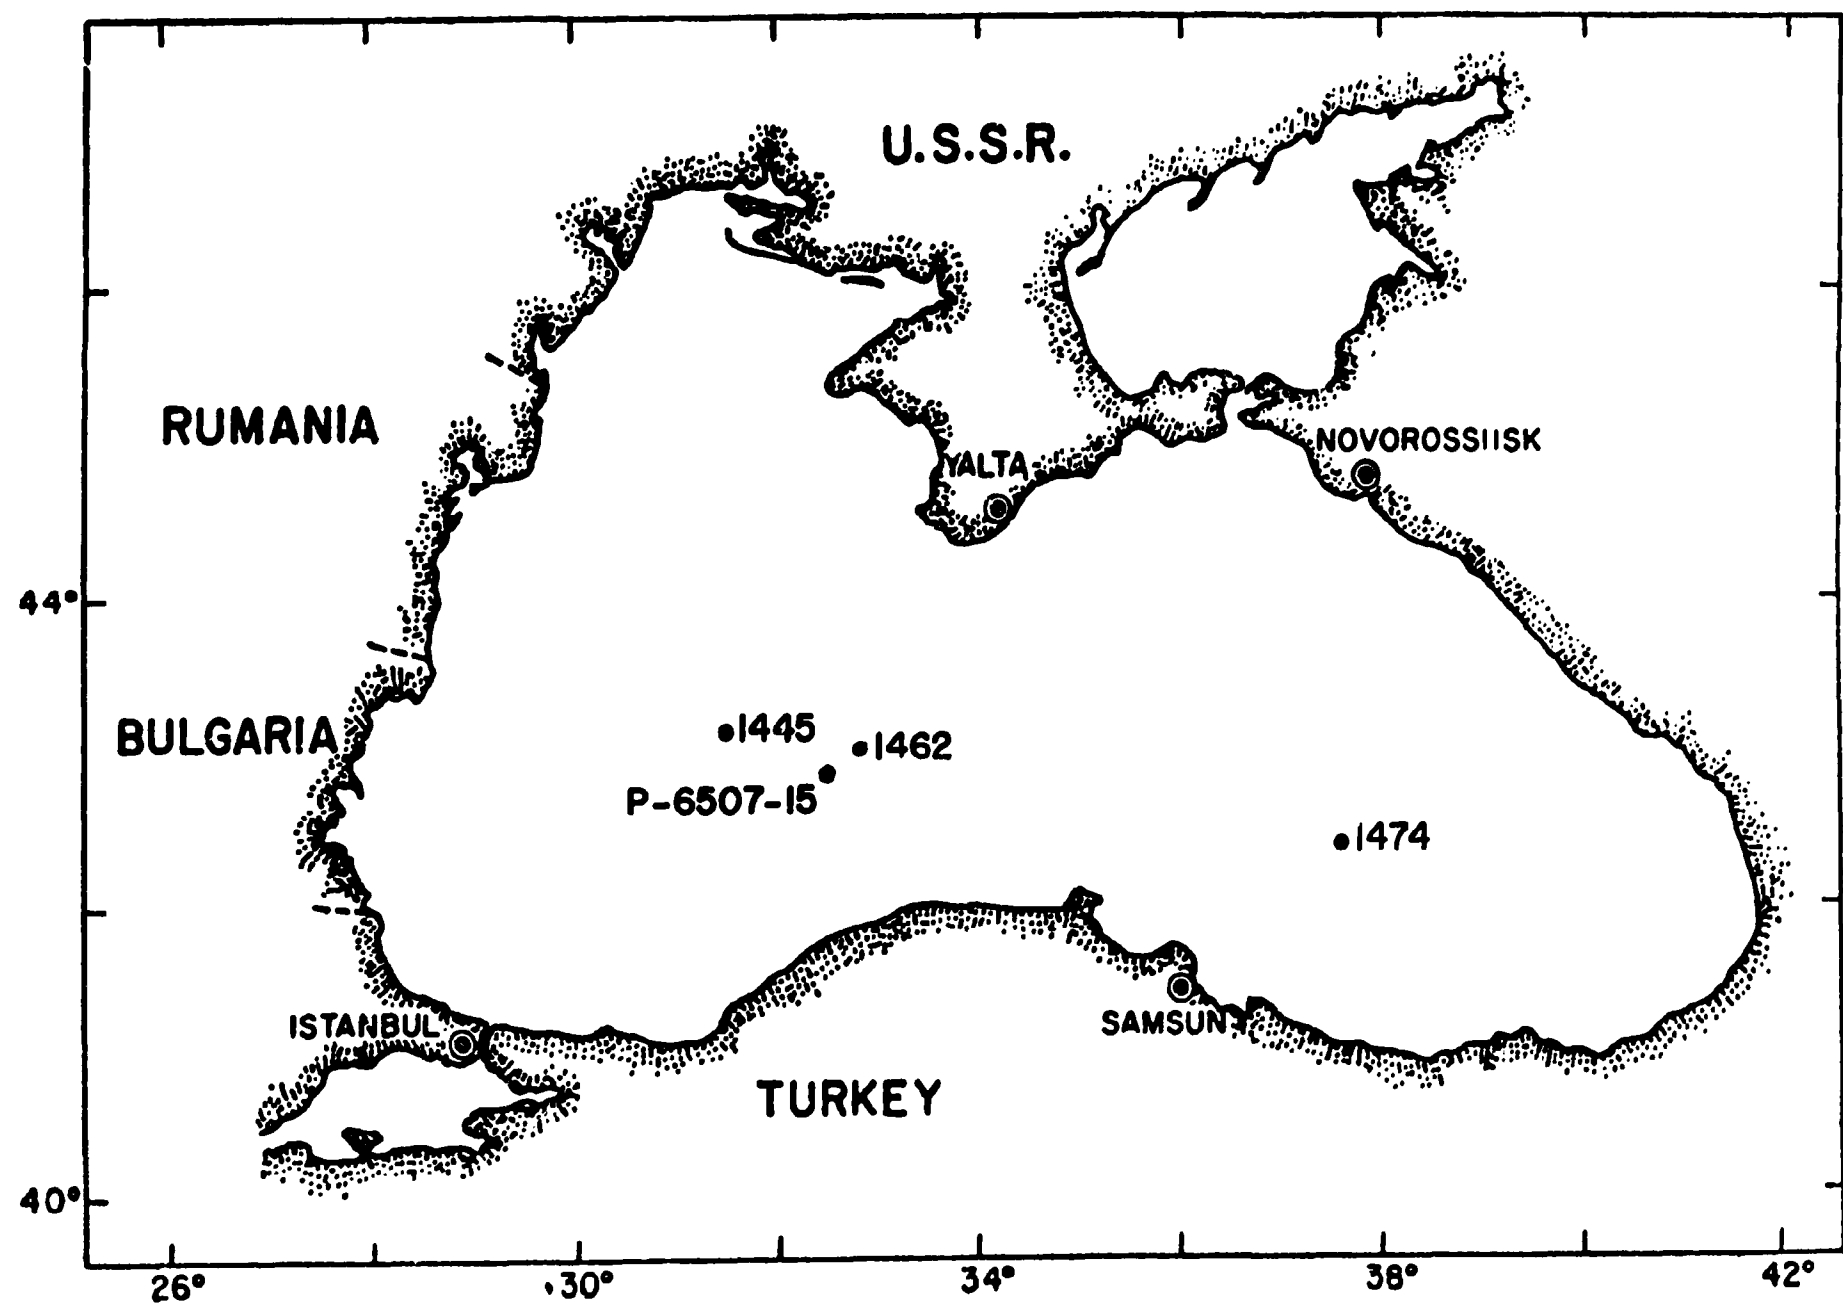 U.S.S.R.
RUMANIA
NOVOROSSIISK
YALTA
44°
BULGARIA
1445
1462
P-6507-15
1474
ISTANBUL
SAMSUN
TURKEY
40°
26°
30°
34°
38°
42°